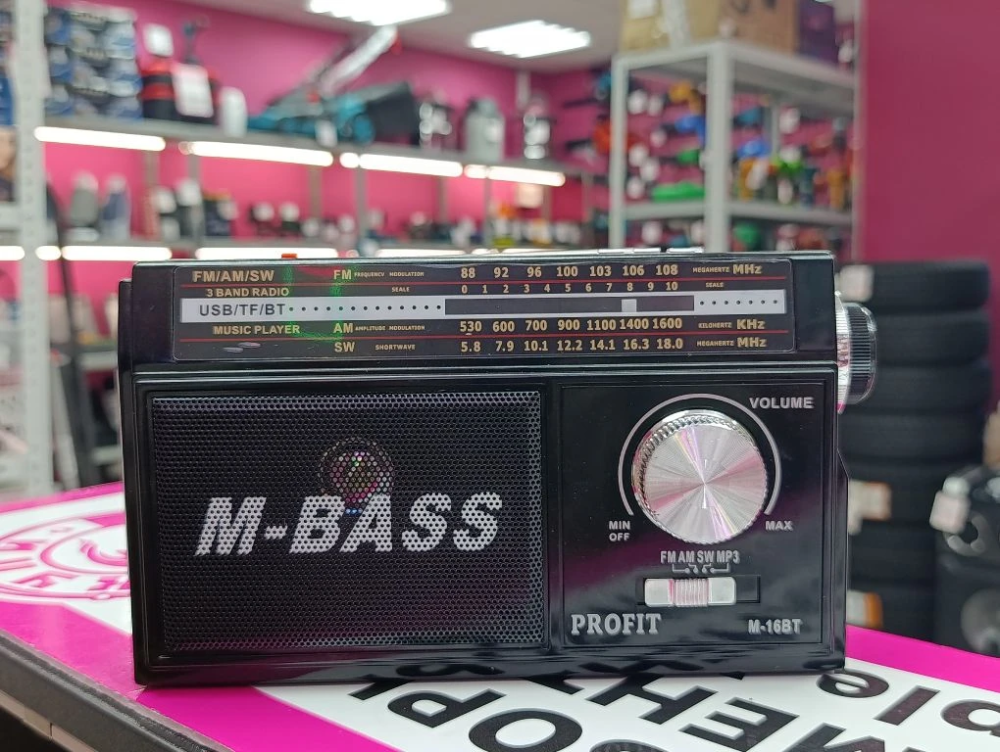 FM/AM/SW FM FREQUENCY MODULATION 88 92 96 100 103 106 108 MEGAHERTZ MHz
3 BAND RADIO SCALE 0 1 2 3 4 5 6 7 8 9 10 SCALE
USB/TF/BT
MUSIC PLAYER AM AMPLITUDE MODULATION 530 600 700 900 1100 1400 1600 KILOHERTZ KHz
SW SHORTWAVE 5.8 7.9 10.1 12.2 14.1 16.3 18.0 MEGAHERTZ MHz
M-BASS
VOLUME
MIN OFF
MAX
FM AM SW MP3
PROFIT M-16BT